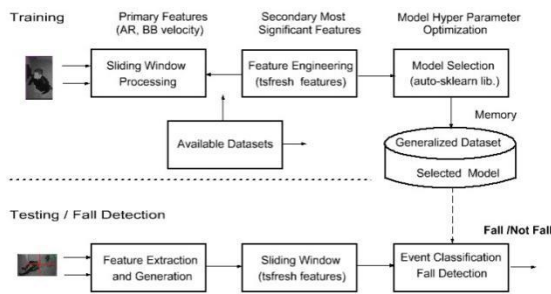 Training
Primary Features
(AR, BB velocity)
Secondary Most
Significant Features
Model Hyper Parameter
Optimization
Sliding Window
Processing
Feature Engineering
(tsfresh features)
Model Selection
(auto-sklearn lib.)
Memory
Available Datasets
Generalized Dataset
Selected Model
Testing / Fall Detection
Fall /Not Fall
Feature Extraction
and Generation
Sliding Window
(tsfresh features)
Event Classification
Fall Detection